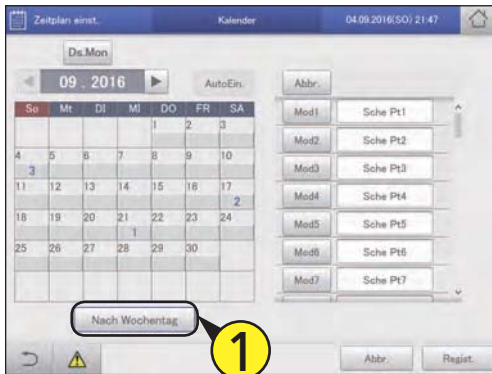 Zeitplan einst. Kalender 04.09.2016(SO) 21:47
Ds.Mon
09 . 2016 AutoEin. Abbr.
So Mt DI MI DO FR SA
1 2 3
4 5 6 7 8 9 10
3
11 12 13 14 15 16 17
2
18 19 20 21 22 23 24
1
25 26 27 28 29 30
Mod1 Sche Pt1
Mod2 Sche Pt2
Mod3 Sche Pt3
Mod4 Sche Pt4
Mod5 Sche Pt5
Mod6 Sche Pt6
Mod7 Sche Pt7
Nach Wochentag
1
Abbr. Regist.